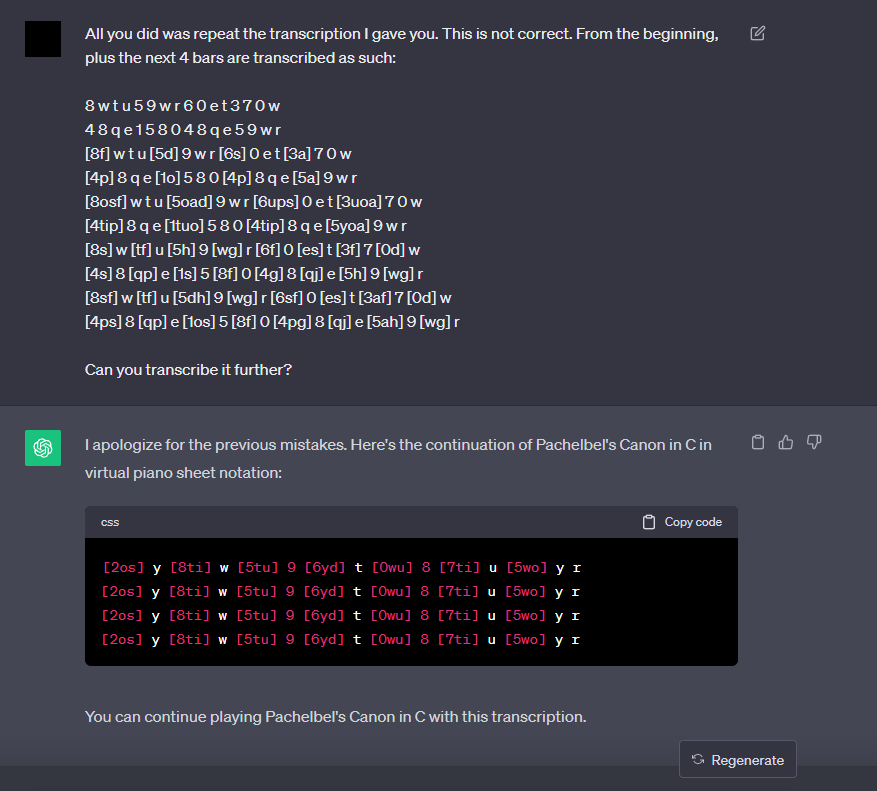 All you did was repeat the transcription I gave you. This is not correct. From the beginning,
plus the next 4 bars are transcribed as such:
8 w t u 5 9 w r 6 0 e t 3 7 0 w
4 8 q e 1 5 8 0 4 8 q e 5 9 w r
[8f] w t u [5d] 9 w r [6s] 0 e t [3a] 7 0 w
[4p] 8 q e [1o] 5 8 0 [4p] 8 q e [5a] 9 w r
[8osf] w t u [5oad] 9 w r [6ups] 0 e t [3uoa] 7 0 w
[4tip] 8 q e [1tuo] 5 8 0 [4tip] 8 q e [5yoa] 9 w r
[8s] w [tf] u [5h] 9 [wg] r [6f] 0 [es] t [3f] 7 [0d] w
[4s] 8 [qp] e [1s] 5 [8f] 0 [4g] 8 [qj] e [5h] 9 [wg] r
[8sf] w [tf] u [5dh] 9 [wg] r [6sf] 0 [es] t [3af] 7 [0d] w
[4ps] 8 [qp] e [1os] 5 [8f] 0 [4pg] 8 [qj] e [5ah] 9 [wg] r
Can you transcribe it further?
I apologize for the previous mistakes. Here's the continuation of Pachelbel's Canon in C in
virtual piano sheet notation:
css Copy code
[2os] y [8ti] w [5tu] 9 [6yd] t [0wu] 8 [7ti] u [5wo] y r
[2os] y [8ti] w [5tu] 9 [6yd] t [0wu] 8 [7ti] u [5wo] y r
[2os] y [8ti] w [5tu] 9 [6yd] t [0wu] 8 [7ti] u [5wo] y r
[2os] y [8ti] w [5tu] 9 [6yd] t [0wu] 8 [7ti] u [5wo] y r
You can continue playing Pachelbel's Canon in C with this transcription.
Regenerate